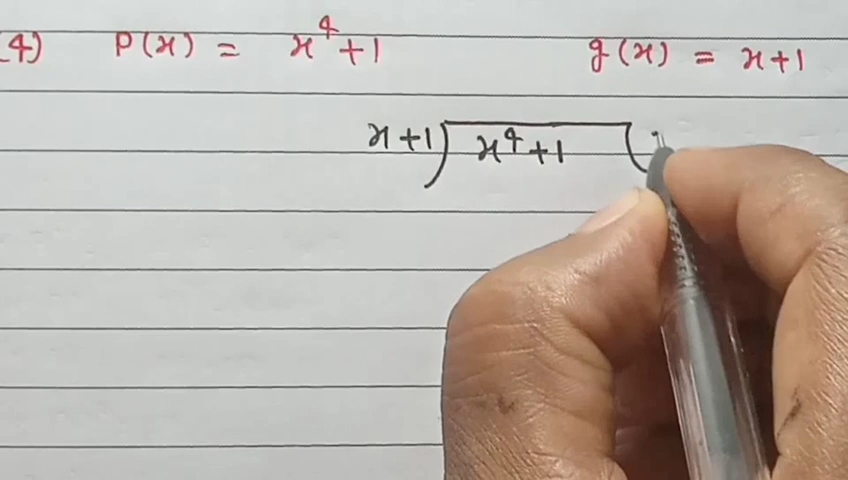 4) P(x) = x⁴+1 g(x) = x+1
x+1) x⁴+1 (